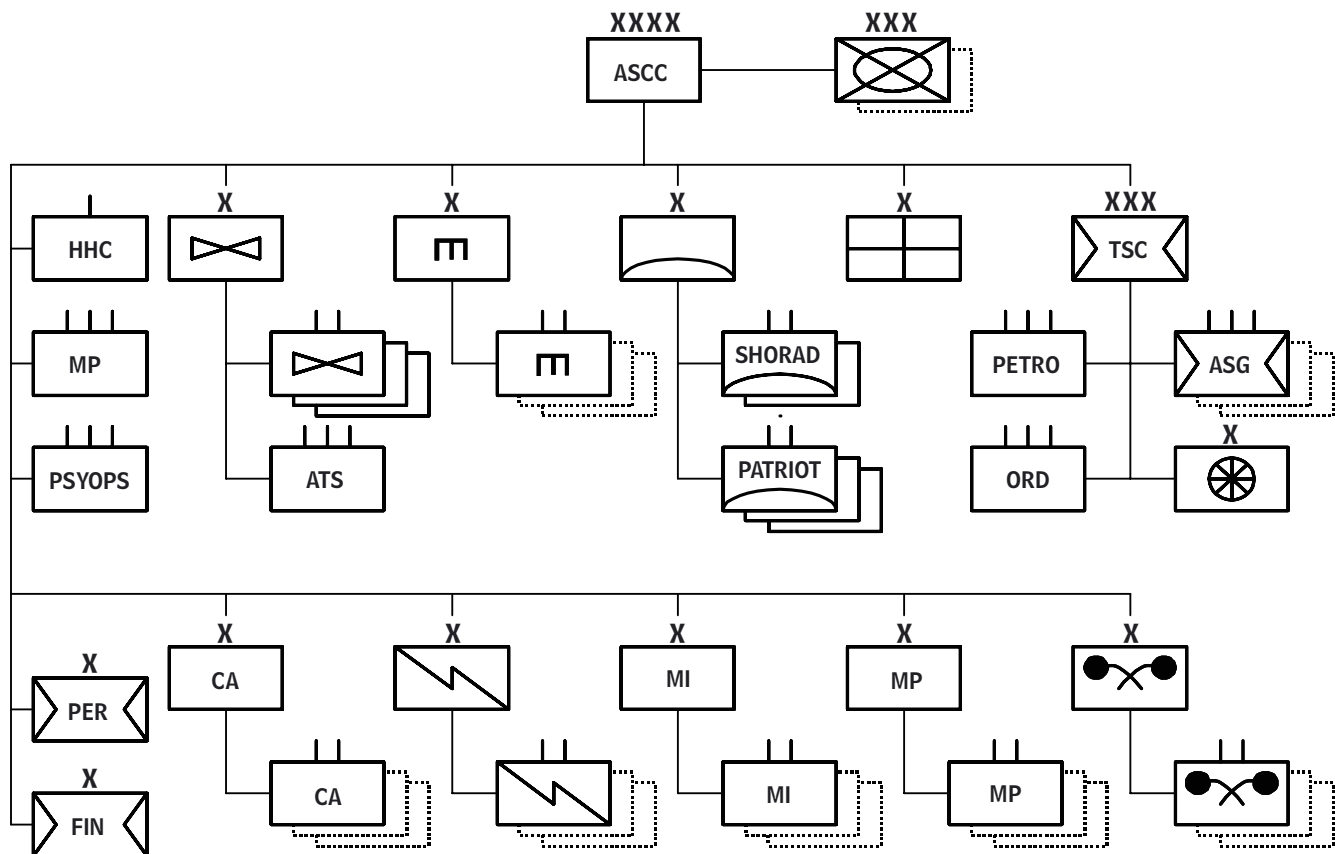 XXXX XXX
ASCC
X X X X XXX
HHC TSC
MP SHORAD PETRO ASG
X
PSYOPS ATS PATRIOT ORD
X X X X X
X
PER CA MI MP
X
FIN CA MI MP